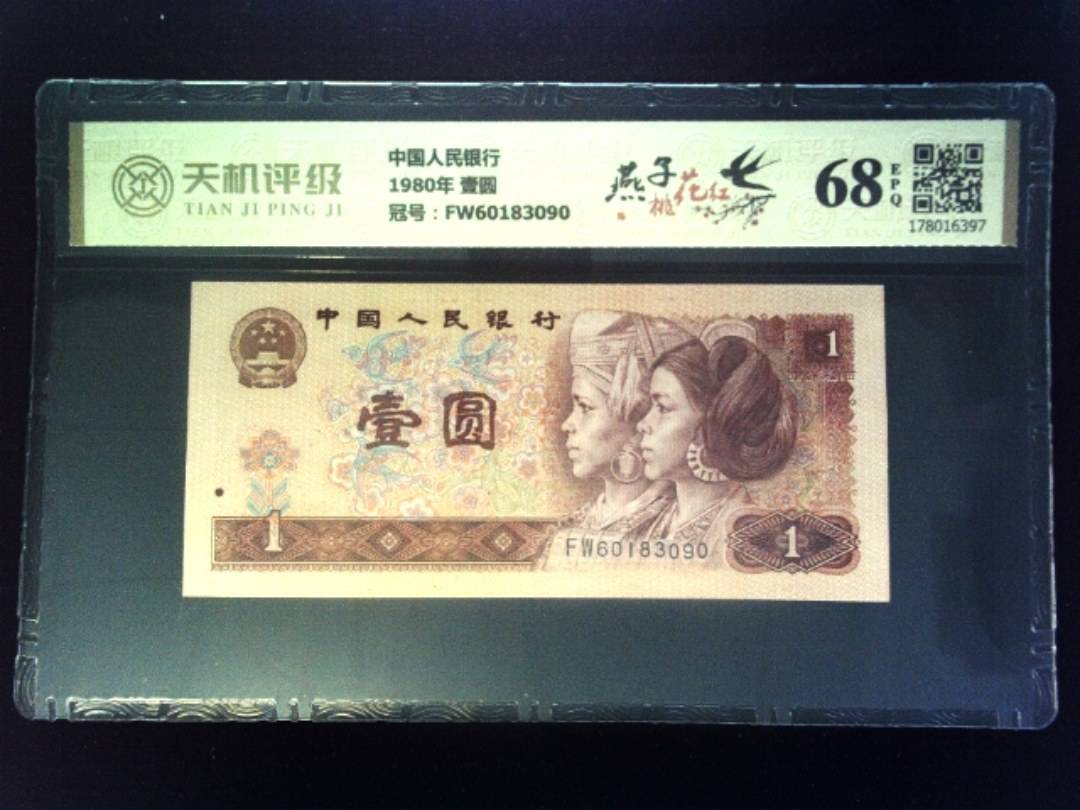 天机评级
TIAN JI PING JI
中国人民银行
1980年 壹圆
冠号：FW60183090
燕子
桃花红
68
EPQ
178016397
中国人民银行
1
壹圆
1
FW60183090
1